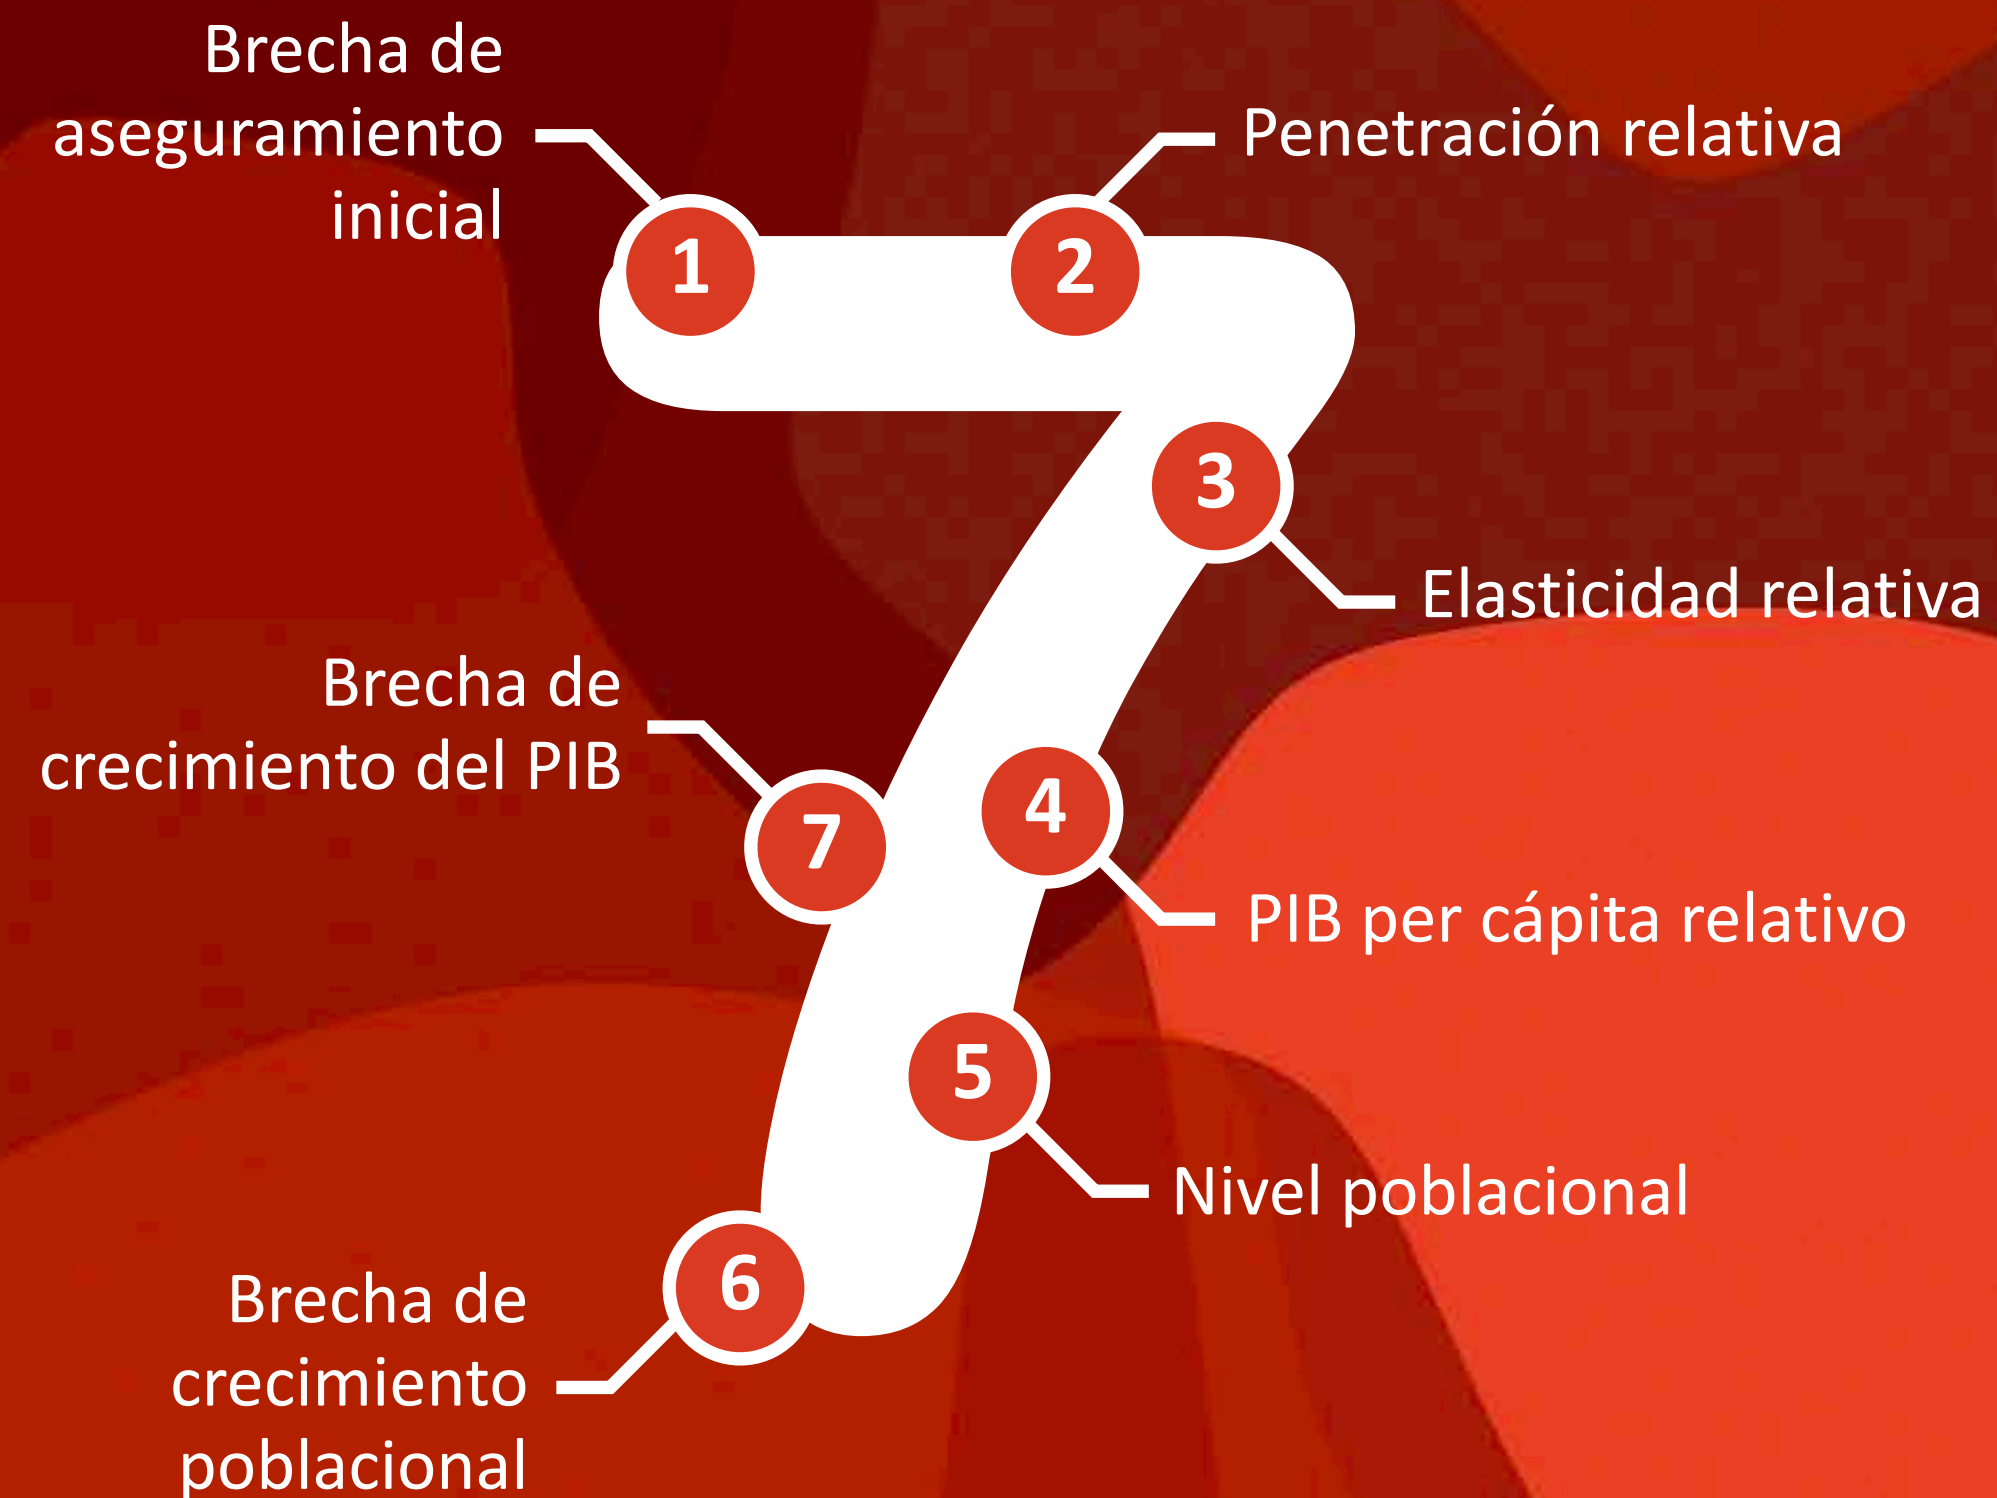 Brecha de
aseguramiento
inicial
1
2
Penetración relativa
3
Elasticidad relativa
Brecha de
crecimiento del PIB
7
4
PIB per cápita relativo
5
Nivel poblacional
6
Brecha de
crecimiento
poblacional